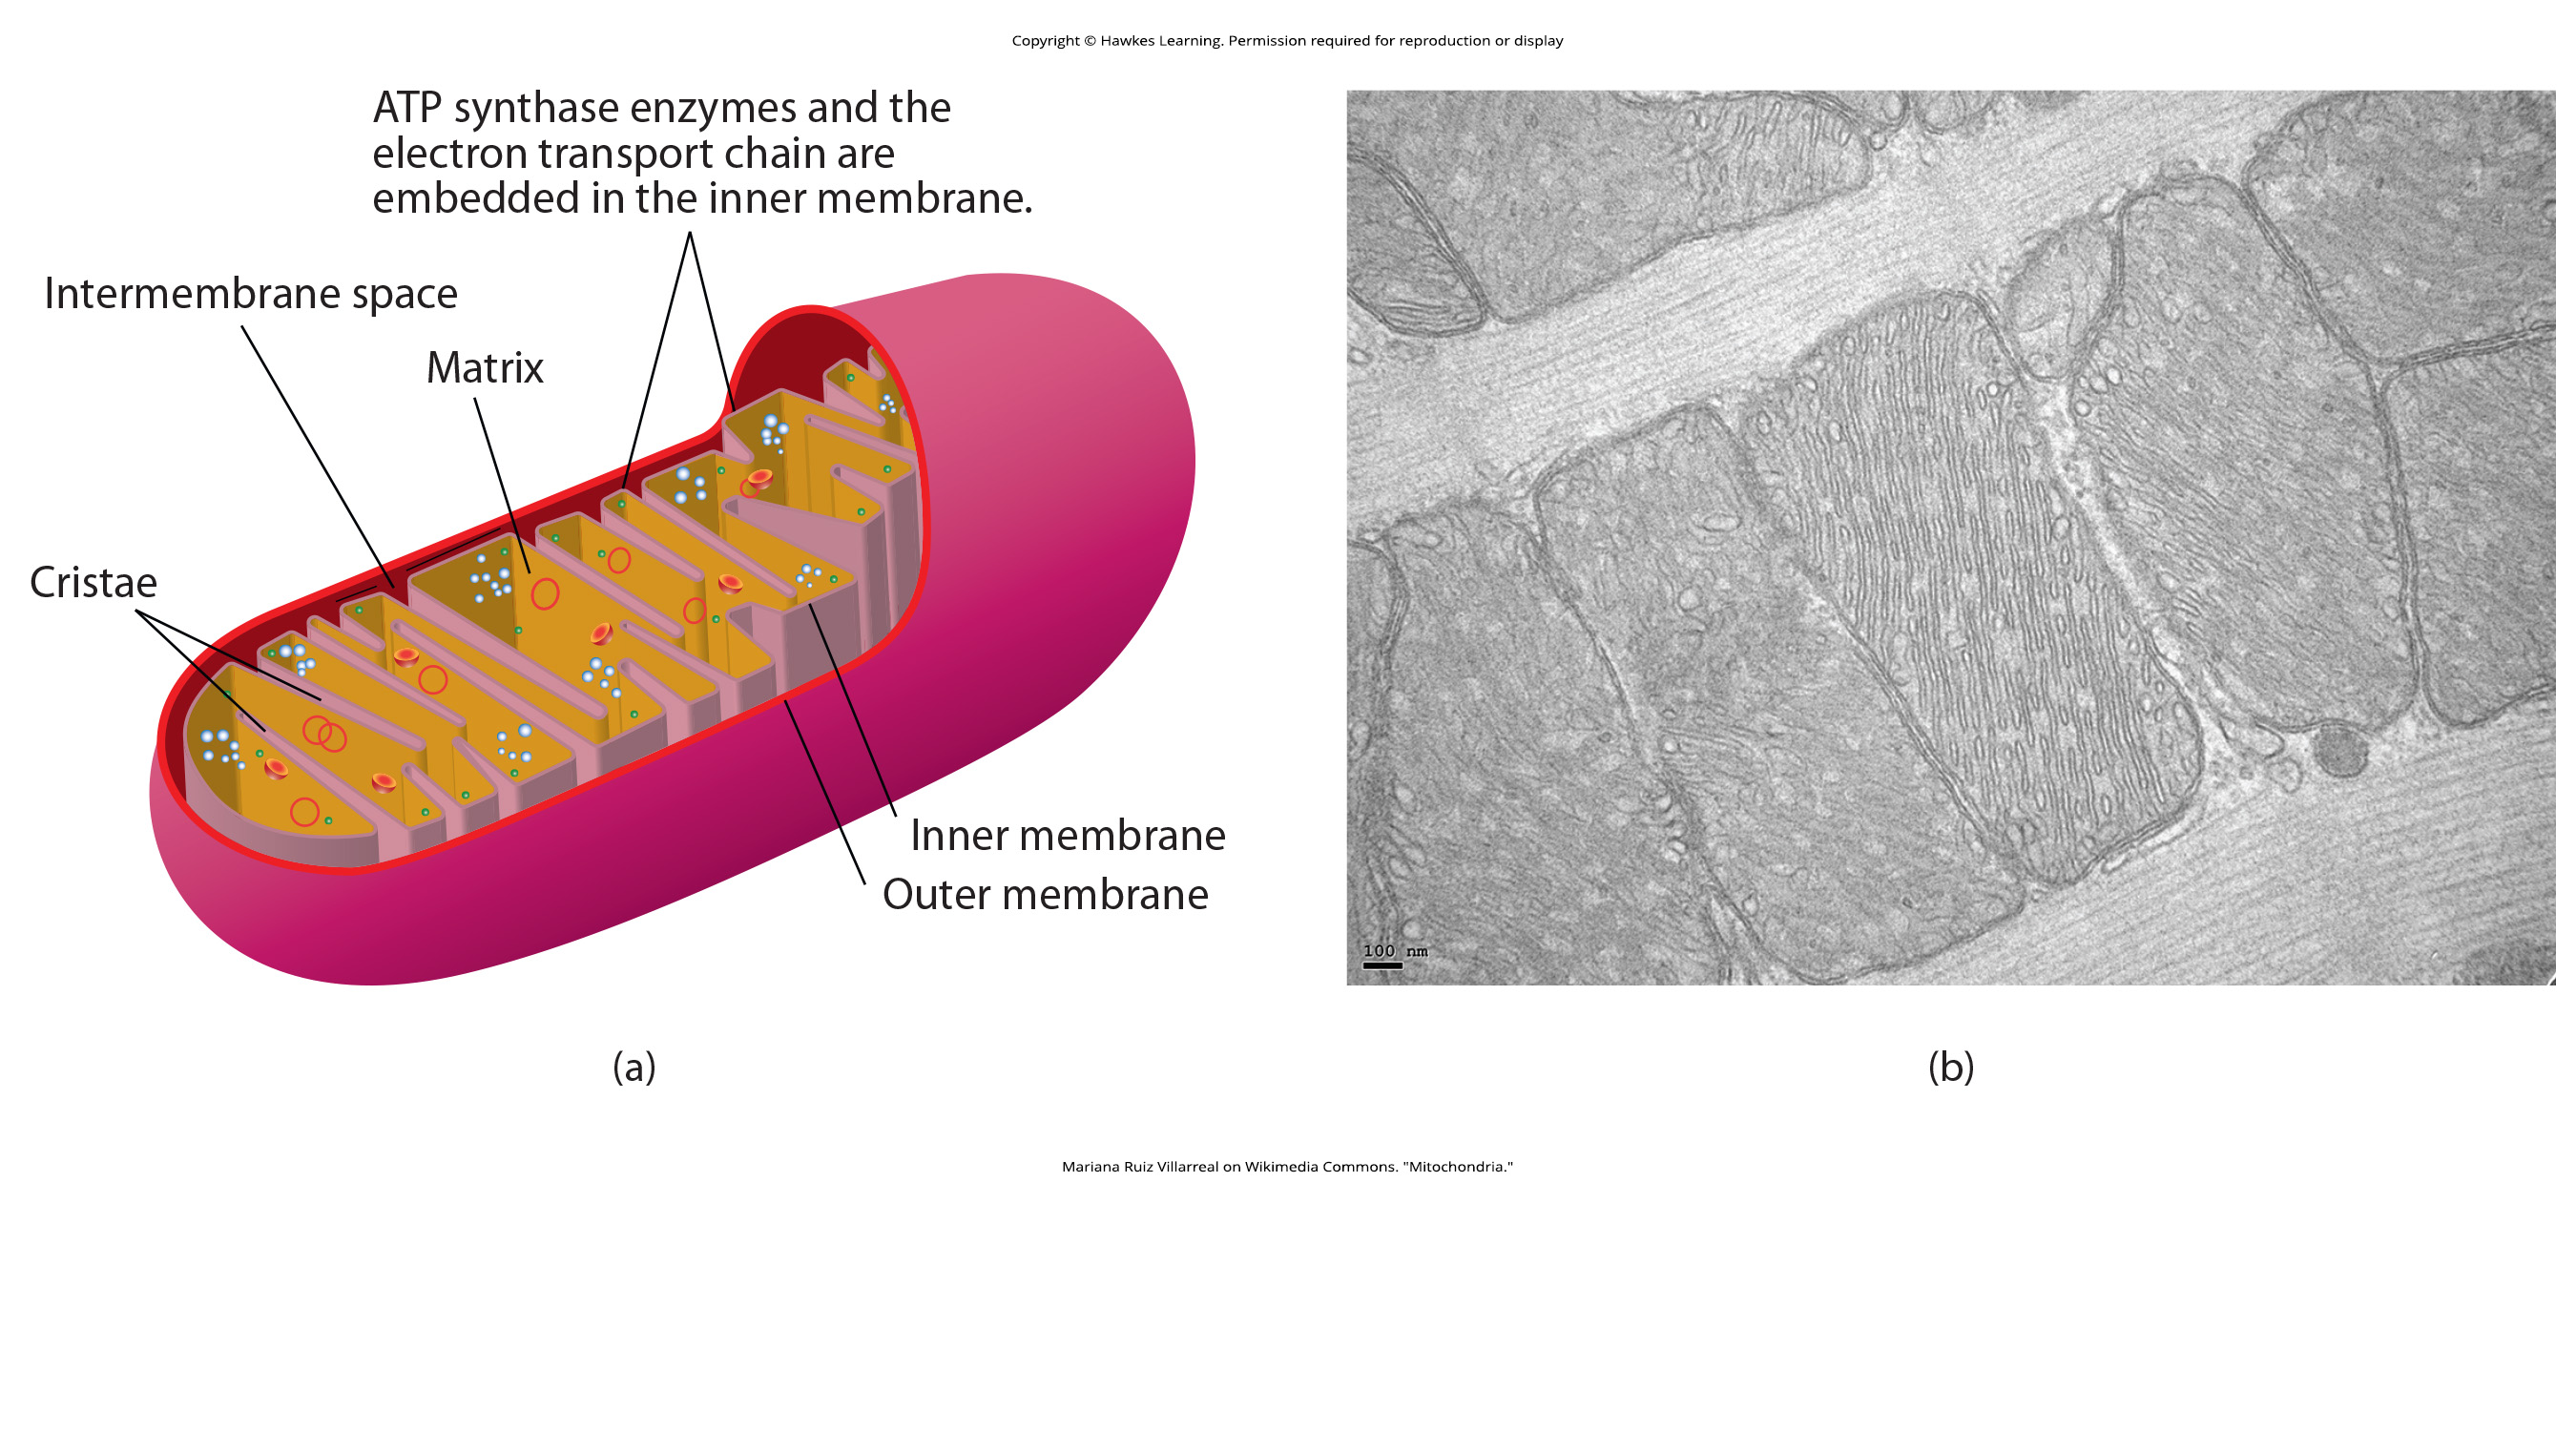 Copyright © Hawkes Learning. Permission required for reproduction or display
ATP synthase enzymes and the
electron transport chain are
embedded in the inner membrane.
Intermembrane space
Matrix
Cristae
Inner membrane
Outer membrane
100 nm
(a)
(b)
Mariana Ruiz Villarreal on Wikimedia Commons. "Mitochondria."